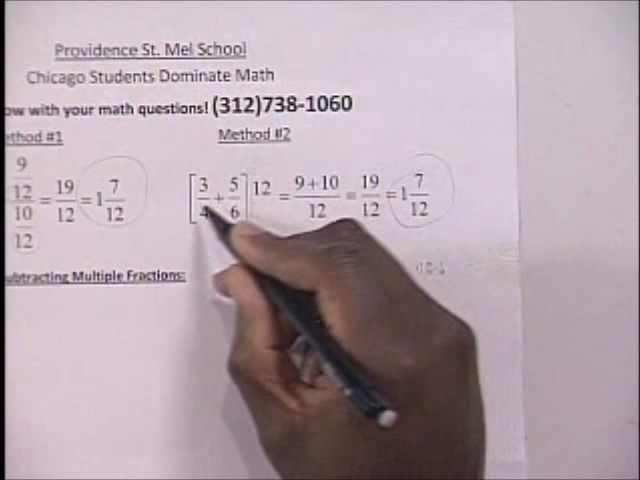 Providence St. Mel School
Chicago Students Dominate Math
ow with your math questions! (312)738-1060
ethod #1
Method #2
9/12 10/12 = 19/12 = 1 7/12
[3/4 + 5/6] 12 = 9+10/12 = 19/12 = 1 7/12
ubtracting Multiple Fractions: